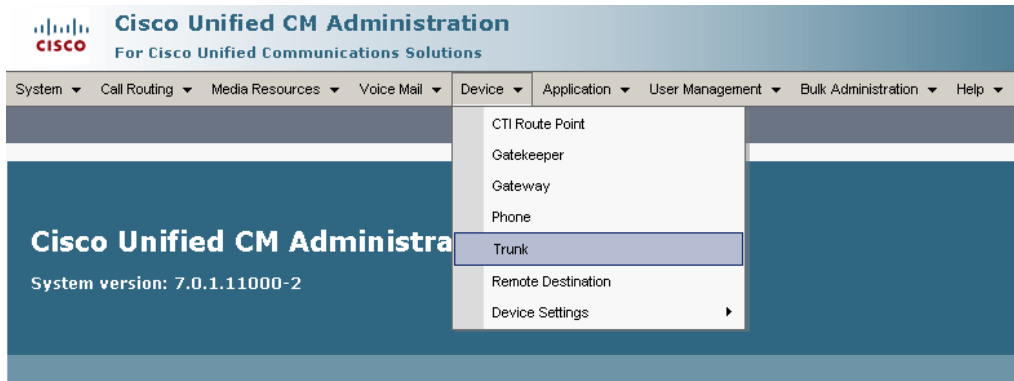 CISCO
Cisco Unified CM Administration
For Cisco Unified Communications Solutions
System Call Routing Media Resources Voice Mail Device Application User Management Bulk Administration Help
CTI Route Point
Gatekeeper
Gateway
Phone
Trunk
Remote Destination
Device Settings
Cisco Unified CM Administra
System version: 7.0.1.11000-2